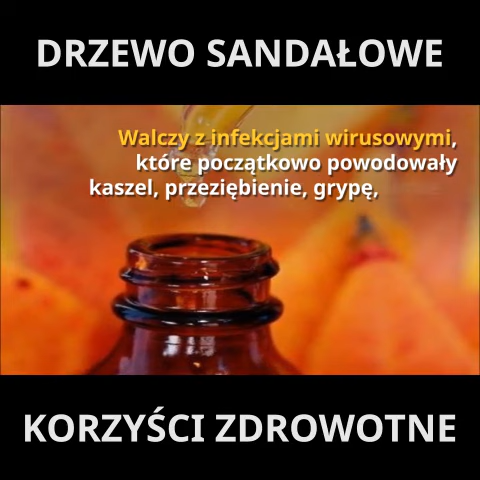 DRZEWO SANDAŁOWE
Walczy z infekcjami wirusowymi,
które początkowo powodowały
kaszel, przeziębienie, grypę,
KORZYŚCI ZDROWOTNE